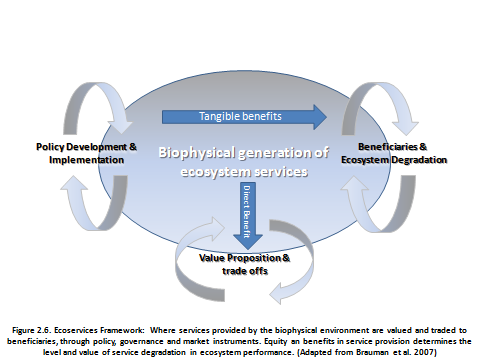 Tangible benefits
Policy Development &
Implementation
Biophysical generation of
ecosystem services
Beneficiaries &
Ecosystem Degradation
Direct Benefit
Value Proposition &
trade offs
Figure 2.6. Ecoservices Framework: Where services provided by the biophysical environment are valued and traded to
beneficiaries, through policy, governance and market instruments. Equity an benefits in service provision determines the
level and value of service degradation in ecosystem performance. (Adapted from Brauman et al. 2007)